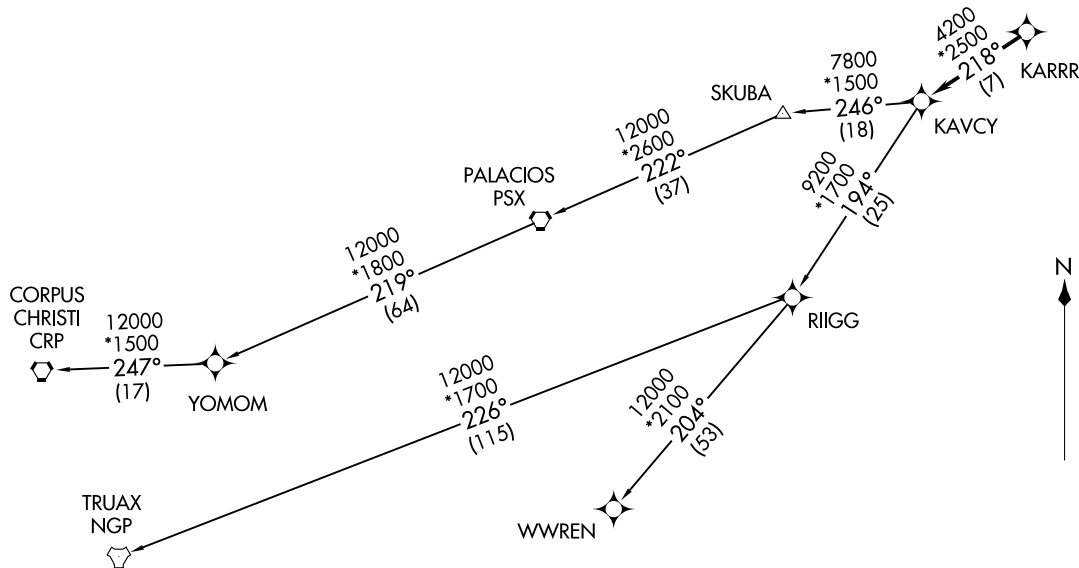 4200
*2500
218°
(7)
KARRR
7800
*1500
246°
(18)
SKUBA
KAVCY
12000
*2600
222°
(37)
PALACIOS
PSX
9200
*1700
194°
(25)
12000
*1800
219°
(64)
N
CORPUS
CHRISTI
CRP
12000
*1500
247°
(17)
YOMOM
RIIGG
12000
*1700
226°
(115)
12000
*2100
204°
(53)
TRUAX
NGP
WWREN